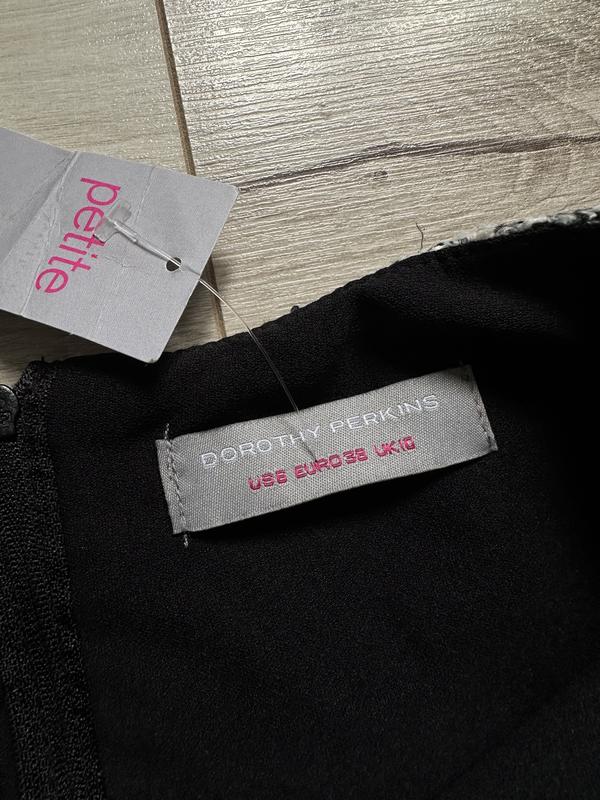 petite
DOROTHY PERKINS
US6 EURO38 UK10